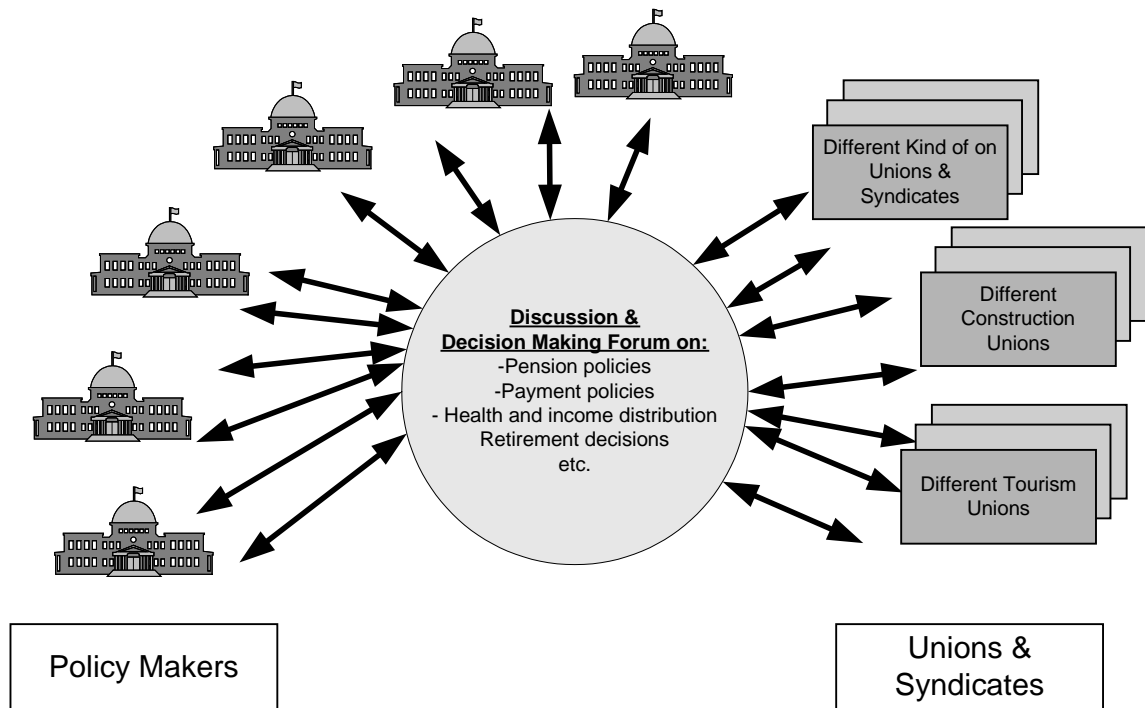 Different Kind of on
Unions &
Syndicates
Different
Construction
Unions
Discussion &
Decision Making Forum on:
-Pension policies
-Payment policies
- Health and income distribution
Retirement decisions
etc.
Different Tourism
Unions
Policy Makers
Unions &
Syndicates